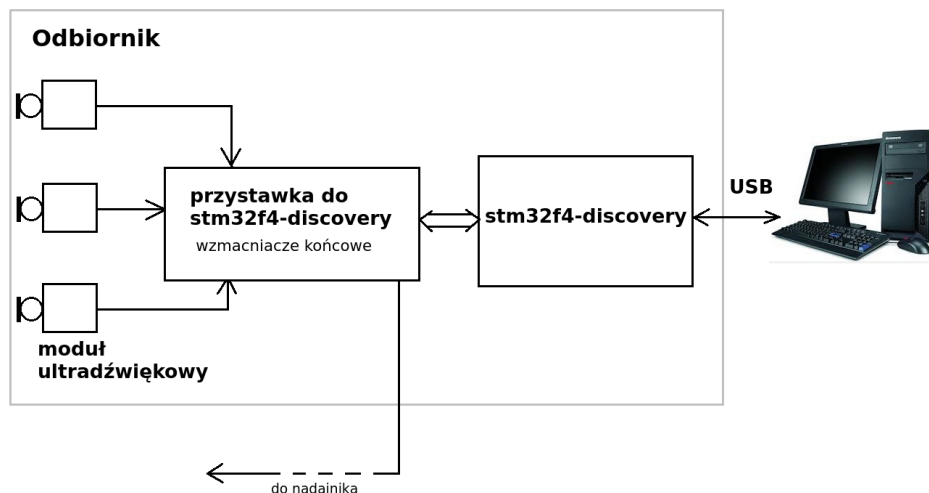 Odbiornik
przystawka do
stm32f4-discovery
wzmacniacze końcowe
stm32f4-discovery
USB
moduł
ultradźwiękowy
do nadajnika